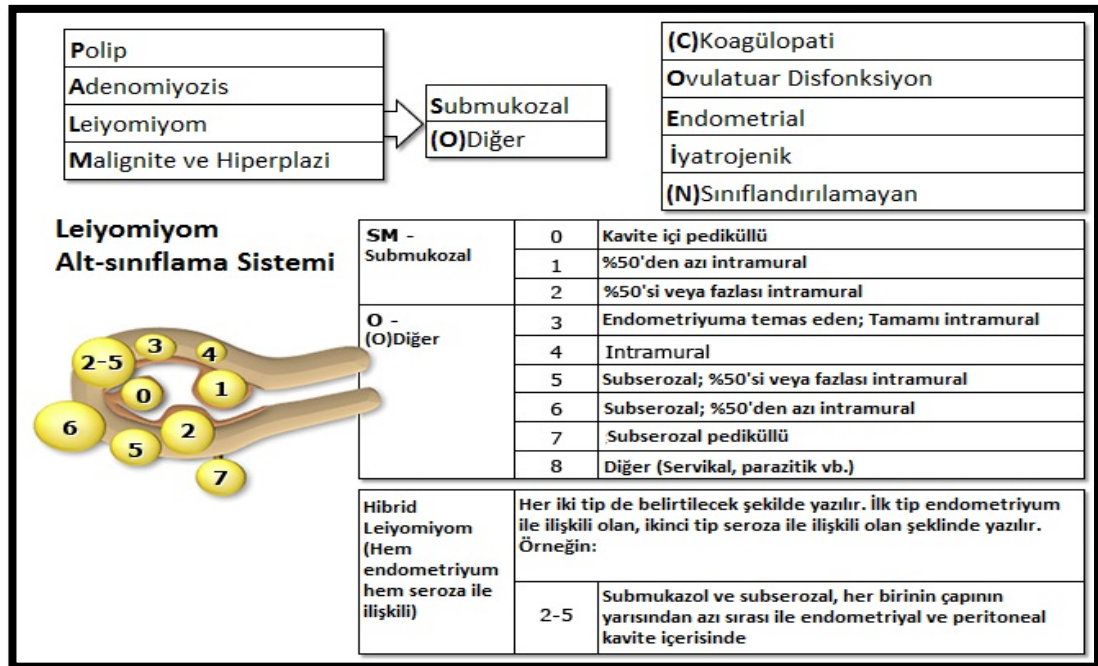 Polip
Adenomiyozis
Leiyomiyom
Malignite ve Hiperplazi
Submukozal
(O)Diğer
(C)Koagülopati
Ovulatuar Disfonksiyon
Endometrial
İyatrojenik
(N)Sınıflandırılamayan
Leiyomiyom
Alt-sınıflama Sistemi
2-5
3
4
0
1
6
5
2
7
SM -
Submukozal
0 Kavite içi pediküllü
1 %50'den azı intramural
2 %50'si veya fazlası intramural
O -
(O)Diğer
3 Endometriyuma temas eden; Tamamı intramural
4 Intramural
5 Subserozal; %50'si veya fazlası intramural
6 Subserozal; %50'den azı intramural
7 Subserozal pediküllü
8 Diğer (Servikal, parazitik vb.)
Hibrid
Leiyomiyom
(Hem
endometriyum
hem seroza ile
ilişkili)
Her iki tip de belirtilecek şekilde yazılır. İlk tip endometriyum
ile ilişkili olan, ikinci tip seroza ile ilişkili olan şeklinde yazılır.
Örneğin:
2-5
Submukazol ve subserozal, her birinin çapının
yarısından azı sırası ile endometriyal ve peritoneal
kavite içerisinde